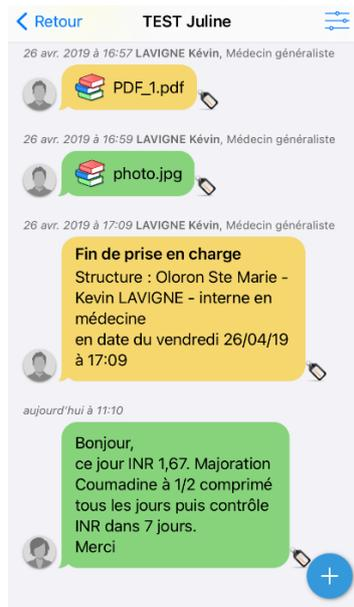 Retour
TEST Juline
26 avr. 2019 à 16:57 LAVIGNE Kévin, Médecin généraliste
PDF_1.pdf
26 avr. 2019 à 16:59 LAVIGNE Kévin, Médecin généraliste
photo.jpg
26 avr. 2019 à 17:09 LAVIGNE Kévin, Médecin généraliste
Fin de prise en charge
Structure : Oloron Ste Marie -
Kevin LAVIGNE - interne en
médecine
en date du vendredi 26/04/19
à 17:09
aujourd'hui à 11:10
Bonjour,
ce jour INR 1,67. Majoration
Coumadine à 1/2 comprimé
tous les jours puis contrôle
INR dans 7 jours.
Merci